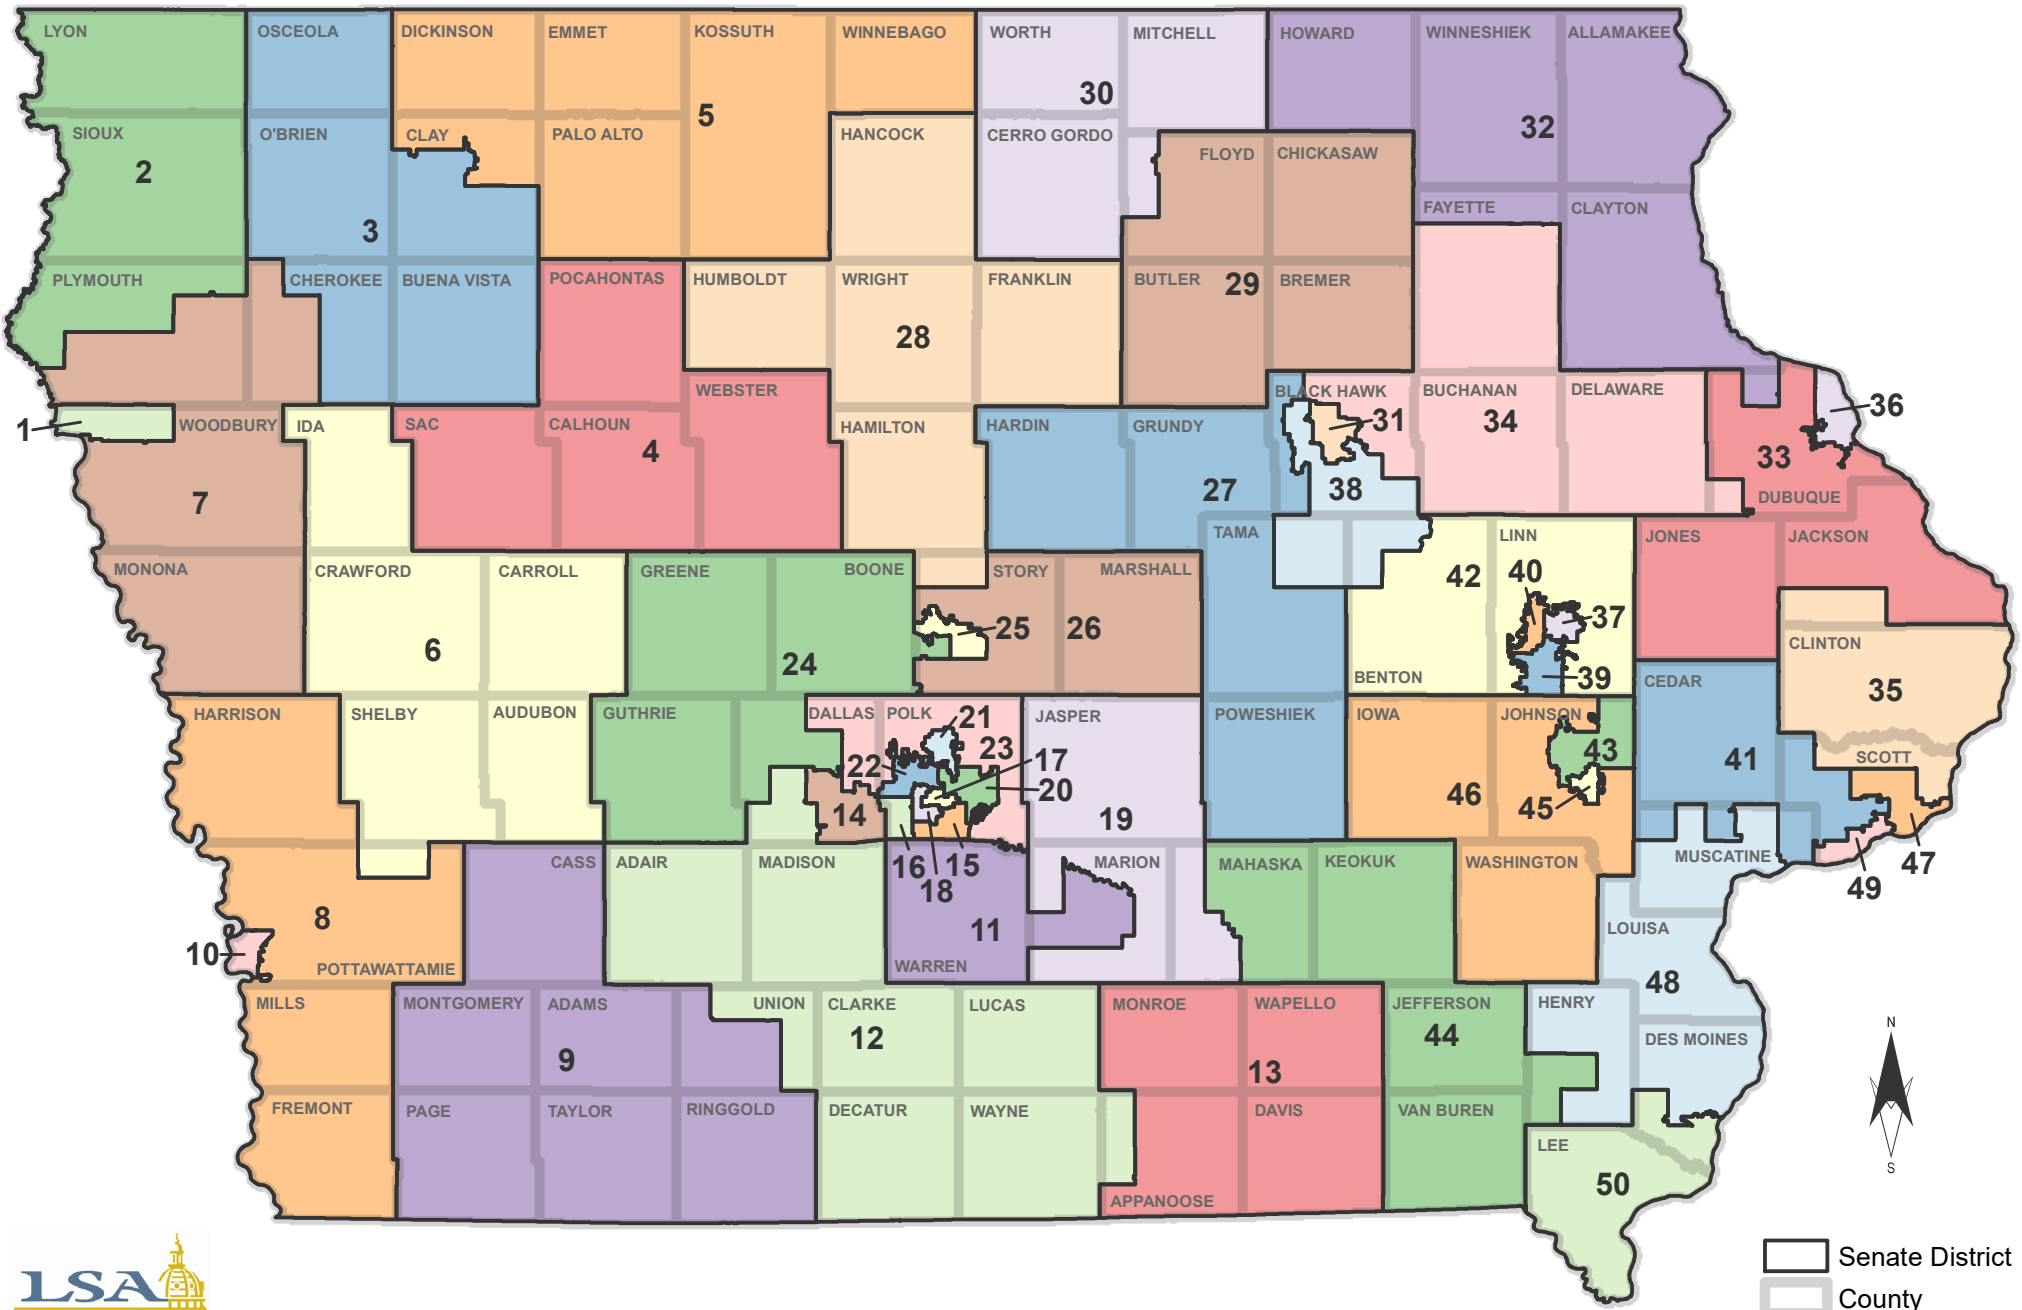 LYON
OSCEOLA
DICKINSON
EMMET
KOSSUTH
WINNEBAGO
WORTH
MITCHELL
HOWARD
WINNESHIEK
ALLAMAKEE
30
5
32
SIOUX
O'BRIEN
CLAY
PALO ALTO
HANCOCK
CERRO GORDO
FLOYD
CHICKASAW
2
FAYETTE
CLAYTON
3
PLYMOUTH
CHEROKEE
BUENA VISTA
POCAHONTAS
HUMBOLDT
WRIGHT
FRANKLIN
BUTLER
29
BREMER
28
WEBSTER
BLACK HAWK
BUCHANAN
DELAWARE
36
1
WOODBURY
IDA
SAC
CALHOUN
HAMILTON
HARDIN
GRUNDY
31
34
4
33
7
27
38
DUBUQUE
TAMA
LINN
JONES
JACKSON
MONONA
CRAWFORD
CARROLL
GREENE
BOONE
STORY
MARSHALL
42
40
37
25
26
6
24
CLINTON
BENTON
39
CEDAR
35
HARRISON
SHELBY
AUDUBON
GUTHRIE
DALLAS
POLK
21
JASPER
POWESHIEK
IOWA
JOHNSON
23
17
43
41
SCOTT
22
20
46
45
14
19
16
15
18
CASS
ADAIR
MADISON
MARION
MAHASKA
KEOKUK
WASHINGTON
MUSCATINE
47
49
8
11
LOUISA
10
POTTAWATTAMIE
WARREN
48
MILLS
MONTGOMERY
ADAMS
UNION
CLARKE
LUCAS
MONROE
WAPELLO
JEFFERSON
HENRY
9
12
13
44
DES MOINES
FREMONT
PAGE
TAYLOR
RINGGOLD
DECATUR
WAYNE
DAVIS
VAN BUREN
LEE
APPANOOSE
50
N
S
LSA
Senate District
County